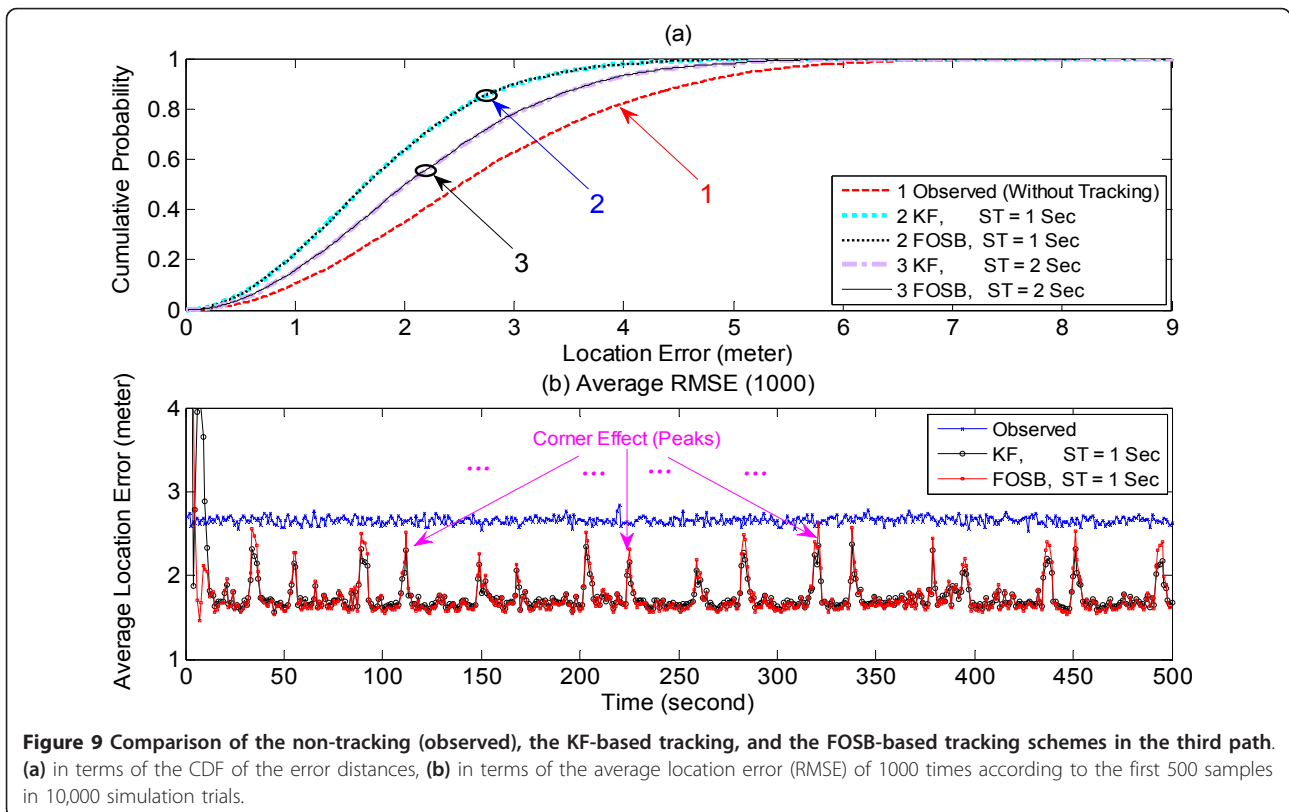 (a)
Cumulative Probability
1
0.8
0.6
0.4
0.2
0
0 1 2 3 4 5 6 7 8 9
Location Error (meter)
1
2
3
1 Observed (Without Tracking)
2 KF, ST = 1 Sec
2 FOSB, ST = 1 Sec
3 KF, ST = 2 Sec
3 FOSB, ST = 2 Sec
(b) Average RMSE (1000)
Average Location Error (meter)
4
3
2
1
0 50 100 150 200 250 300 350 400 450 500
Time (second)
Corner Effect (Peaks)
... ... ... ...
Observed
KF, ST = 1 Sec
FOSB, ST = 1 Sec
Figure 9 Comparison of the non-tracking (observed), the KF-based tracking, and the FOSB-based tracking schemes in the third path.
(a) in terms of the CDF of the error distances, (b) in terms of the average location error (RMSE) of 1000 times according to the first 500 samples
in 10,000 simulation trials.